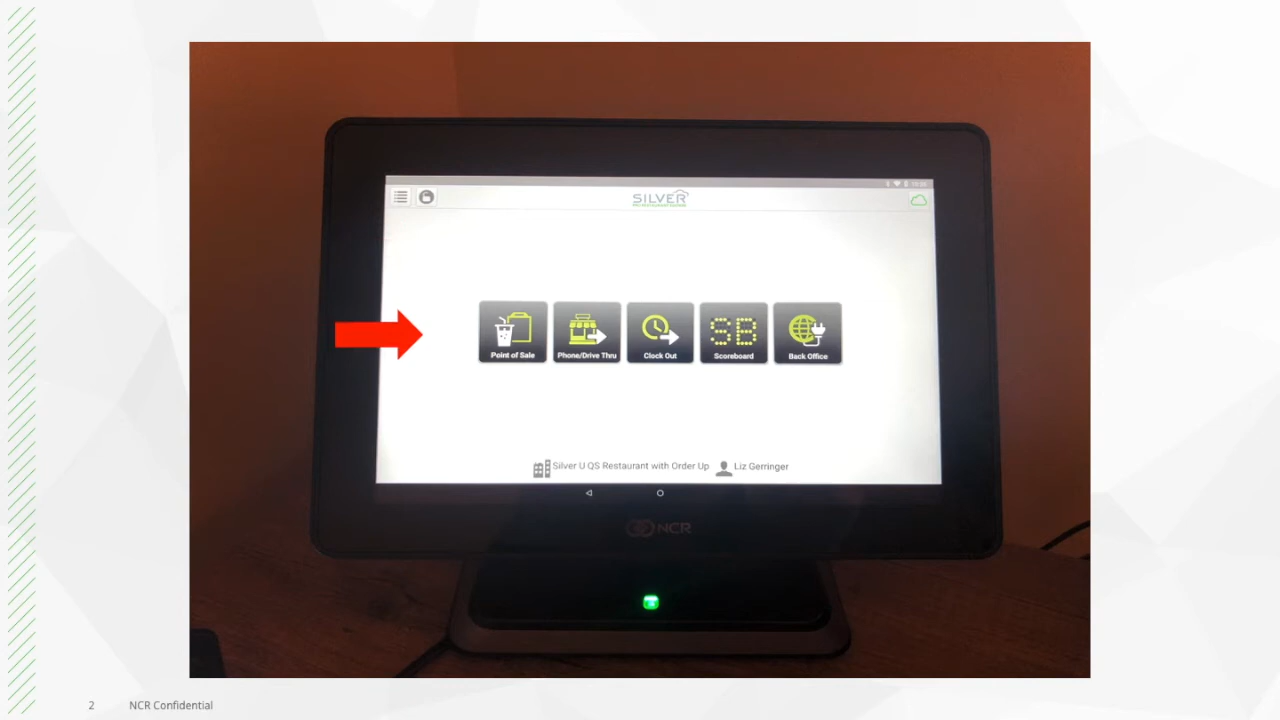 SILVER
Point of Sale
Phone/Drive Thru
Clock Out
Scoreboard
Back Office
Silver U QS Restaurant with Order Up
Liz Gerringer
NCR
2
NCR Confidential